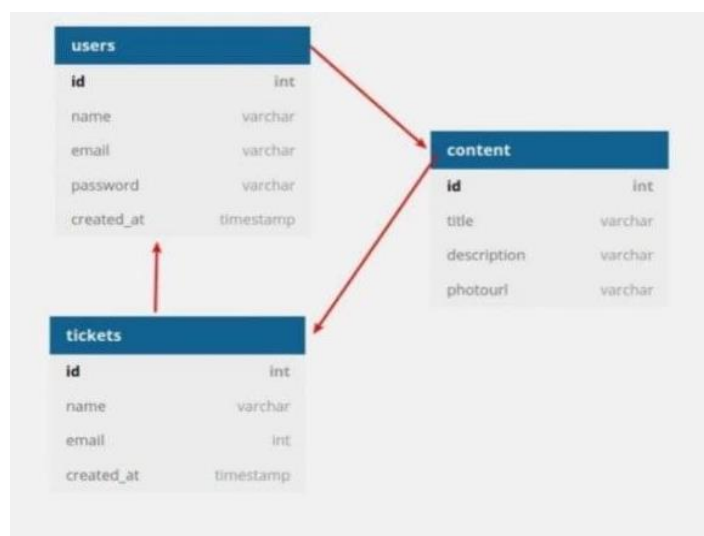 users
id int
name varchar
email varchar
password varchar
created_at timestamp
content
id int
title varchar
description varchar
photourl varchar
tickets
id int
name varchar
email int
created_at timestamp